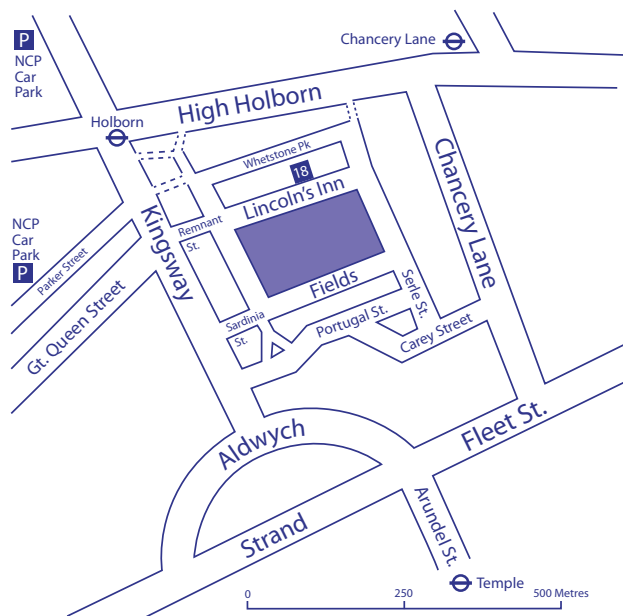 P
NCP
Car
Park
Chancery Lane
High Holborn
Holborn
Whetstone Pk
18
Lincoln's Inn
Chancery Lane
Kingsway
Remnant
St.
NCP
Car
Park
P
Parker Street
Gt. Queen Street
Fields
Serle St.
Sardinia
St.
Portugal St.
Carey Street
Aldwych
Fleet St.
Strand
Arundel St.
Temple
0 250 500 Metres